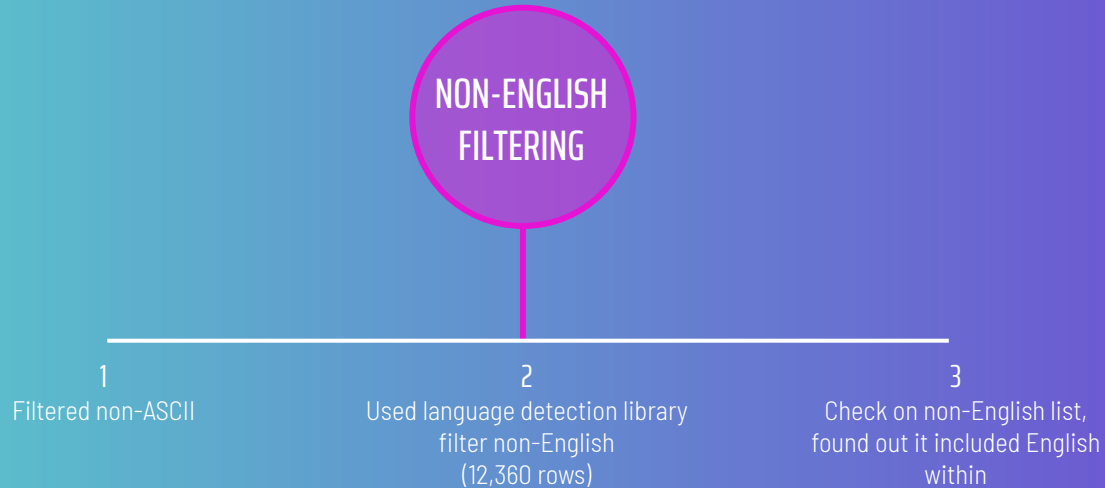 NON-ENGLISH
FILTERING
1
Filtered non-ASCII
2
Used language detection library
filter non-English
(12,360 rows)
3
Check on non-English list,
found out it included English
within